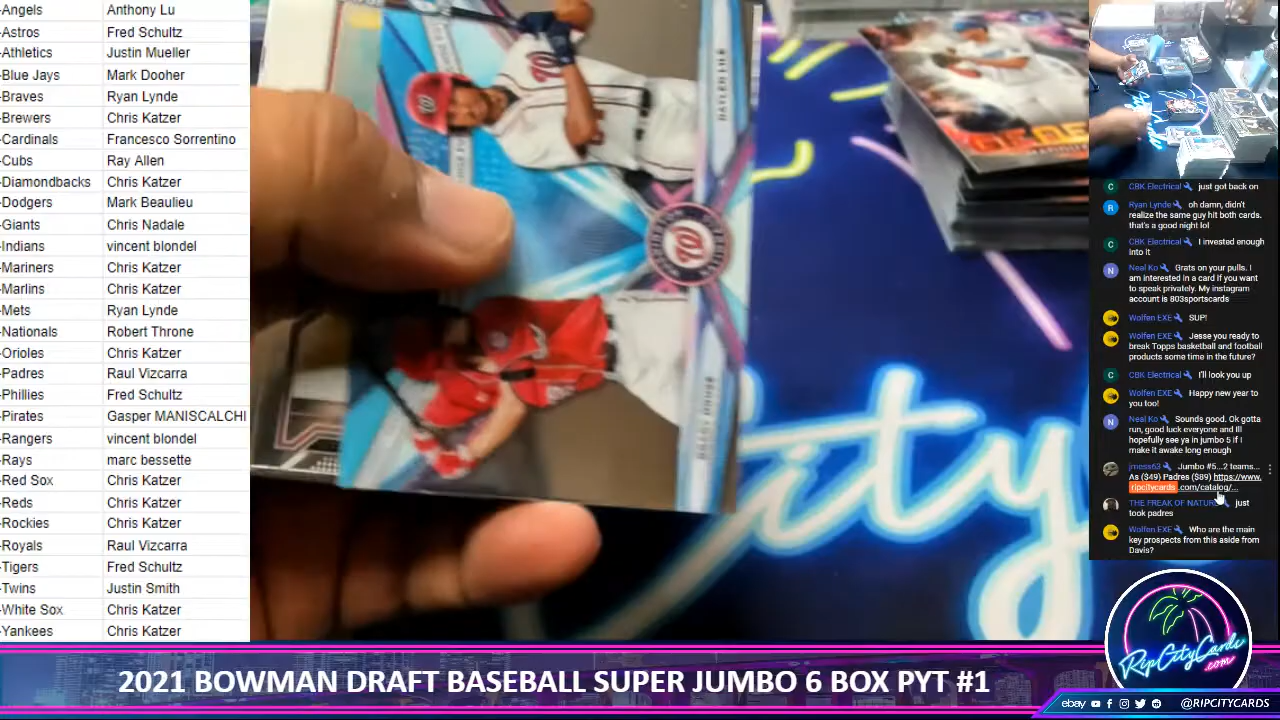 -Angels Anthony Lu
-Astros Fred Schultz
-Athletics Justin Mueller
-Blue Jays Mark Dooher
-Braves Ryan Lynde
-Brewers Chris Katzer
-Cardinals Francesco Sorrentino
-Cubs Ray Allen
-Diamondbacks Chris Katzer
-Dodgers Mark Beaulieu
-Giants Chris Nadale
-Indians vincent blondel
-Mariners Chris Katzer
-Marlins Chris Katzer
-Mets Ryan Lynde
-Nationals Robert Throne
-Orioles Chris Katzer
-Padres Raul Vizcarra
-Phillies Fred Schultz
-Pirates Gasper MANISCALCHI
-Rangers vincent blondel
-Rays marc bessette
-Red Sox Chris Katzer
-Reds Chris Katzer
-Rockies Chris Katzer
-Royals Raul Vizcarra
-Tigers Fred Schultz
-Twins Justin Smith
-White Sox Chris Katzer
-Yankees Chris Katzer
W
W
W
ty
C CBK Electrical just got back on
R Ryan Lynde oh damn, didn't
realize the same guy hit both cards.
that's a good night lol
C CBK Electrical I invested enough
into it
N Neal Ko Grats on your pulls. I
am interested in a card if you want
to speak privately. My instagram
account is 803sportscards
Wolfen EXE SUP!
Wolfen EXE Jesse you ready to
break Topps basketball and football
products some time in the future?
C CBK Electrical I'll look you up
Wolfen EXE Happy new year to
you too!
N Neal Ko Sounds good. Ok gotta
run, good luck everyone and Ill
hopefully see ya in jumbo 5 if I
make it awake long enough
jmess63 Jumbo #5...2 teams...
As ($49) Padres ($89) https://www.
ripcitycards.com/catalog/...
THE FREAK OF NATURE just
took padres
Wolfen EXE Who are the main
key prospects from this aside from
Davis?
RipCityCards
.com
2021 BOWMAN DRAFT BASEBALL SUPER JUMBO 6 BOX PYT #1
ebay @RIPCITYCARDS